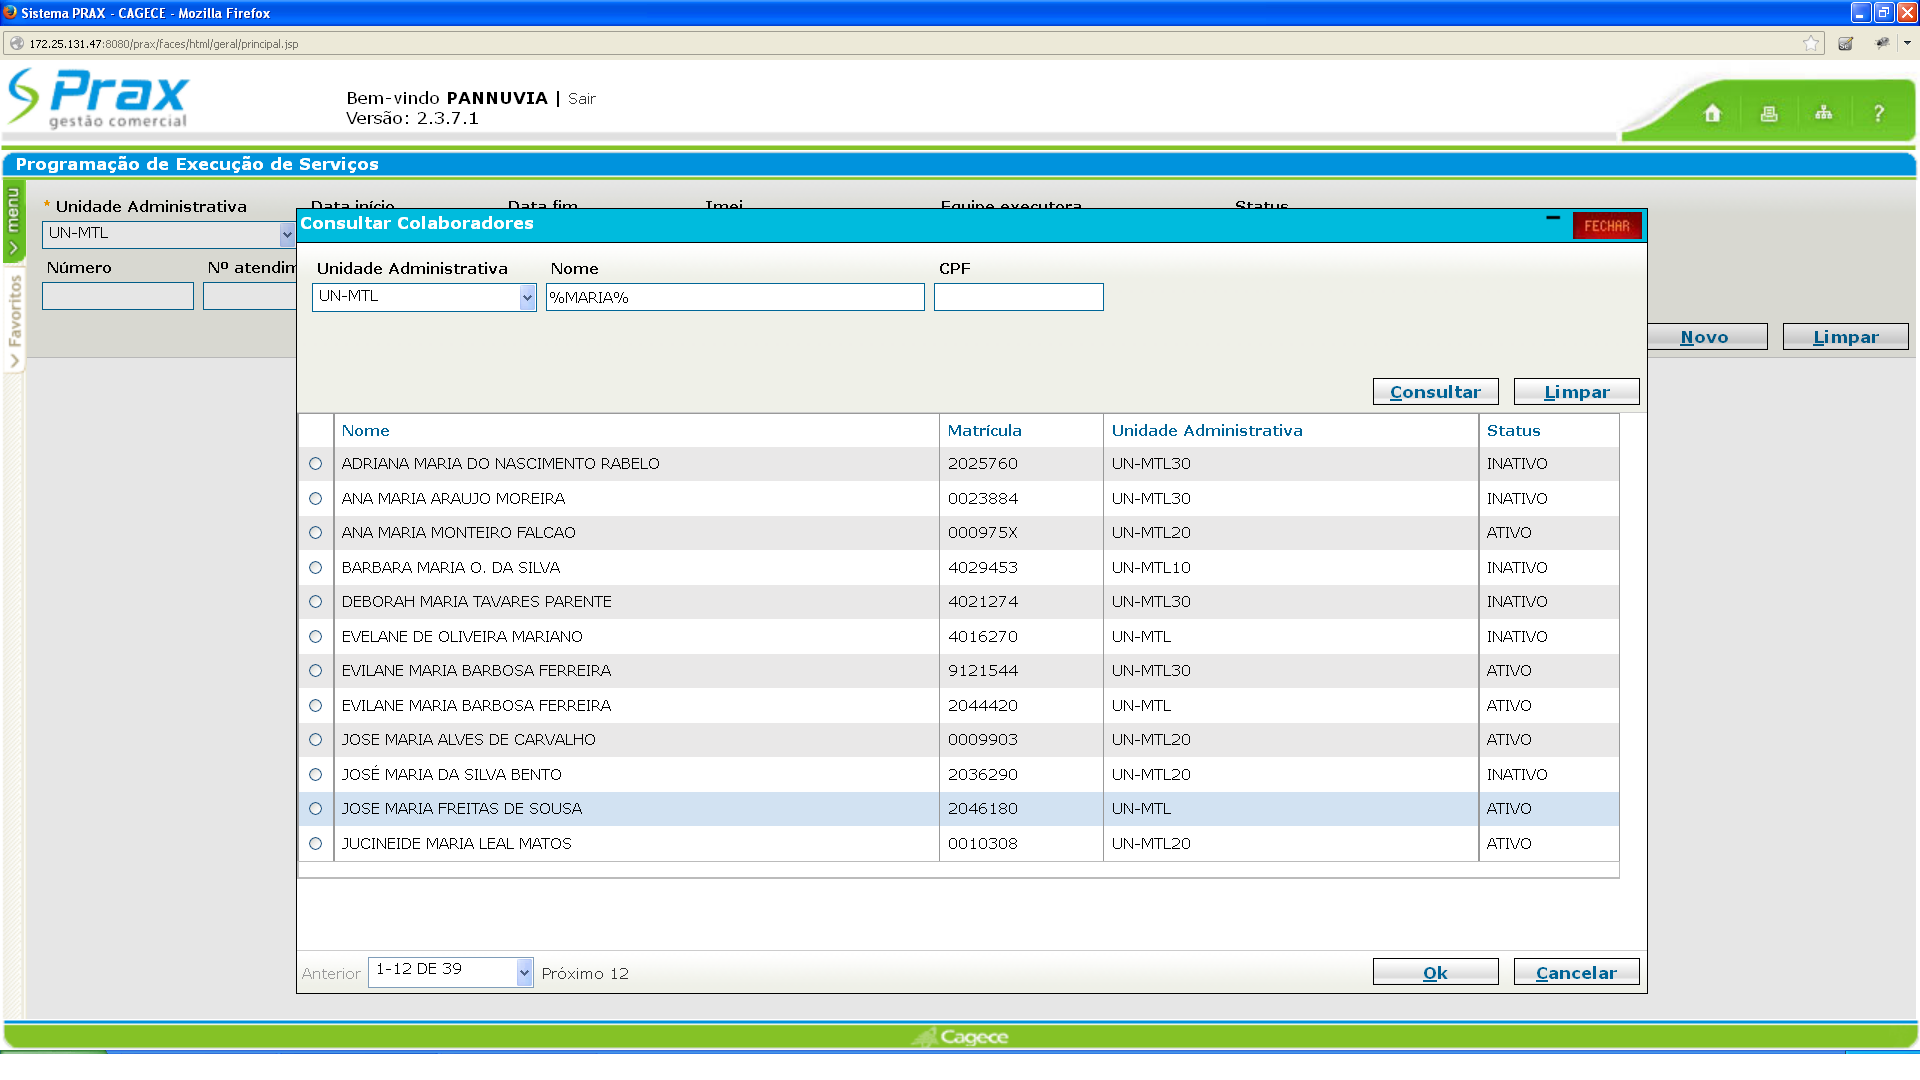 Sistema PRAX - CAGECE - Mozilla Firefox
172.25.131.47:8080/prax/faces/html/geral/principal.jsp
Prax
gestão comercial
Bem-vindo PANNUVIA | Sair
Versão: 2.3.7.1
?
Programação de Execução de Serviços
menu
Favoritos
* Unidade Administrativa Data início Data fim Imei Equipe executora Status
UN-MTL
Número Nº atendim
Novo Limpar
Consultar Colaboradores FECHAR
Unidade Administrativa Nome CPF
UN-MTL %MARIA%
Consultar Limpar
Nome Matrícula Unidade Administrativa Status
ADRIANA MARIA DO NASCIMENTO RABELO 2025760 UN-MTL30 INATIVO
ANA MARIA ARAUJO MOREIRA 0023884 UN-MTL30 INATIVO
ANA MARIA MONTEIRO FALCAO 000975X UN-MTL20 ATIVO
BARBARA MARIA O. DA SILVA 4029453 UN-MTL10 INATIVO
DEBORAH MARIA TAVARES PARENTE 4021274 UN-MTL30 INATIVO
EVELANE DE OLIVEIRA MARIANO 4016270 UN-MTL INATIVO
EVILANE MARIA BARBOSA FERREIRA 9121544 UN-MTL30 ATIVO
EVILANE MARIA BARBOSA FERREIRA 2044420 UN-MTL ATIVO
JOSE MARIA ALVES DE CARVALHO 0009903 UN-MTL20 ATIVO
JOSÉ MARIA DA SILVA BENTO 2036290 UN-MTL20 INATIVO
JOSE MARIA FREITAS DE SOUSA 2046180 UN-MTL ATIVO
JUCINEIDE MARIA LEAL MATOS 0010308 UN-MTL20 ATIVO
Anterior 1-12 DE 39 Próximo 12
Ok Cancelar
Cagece